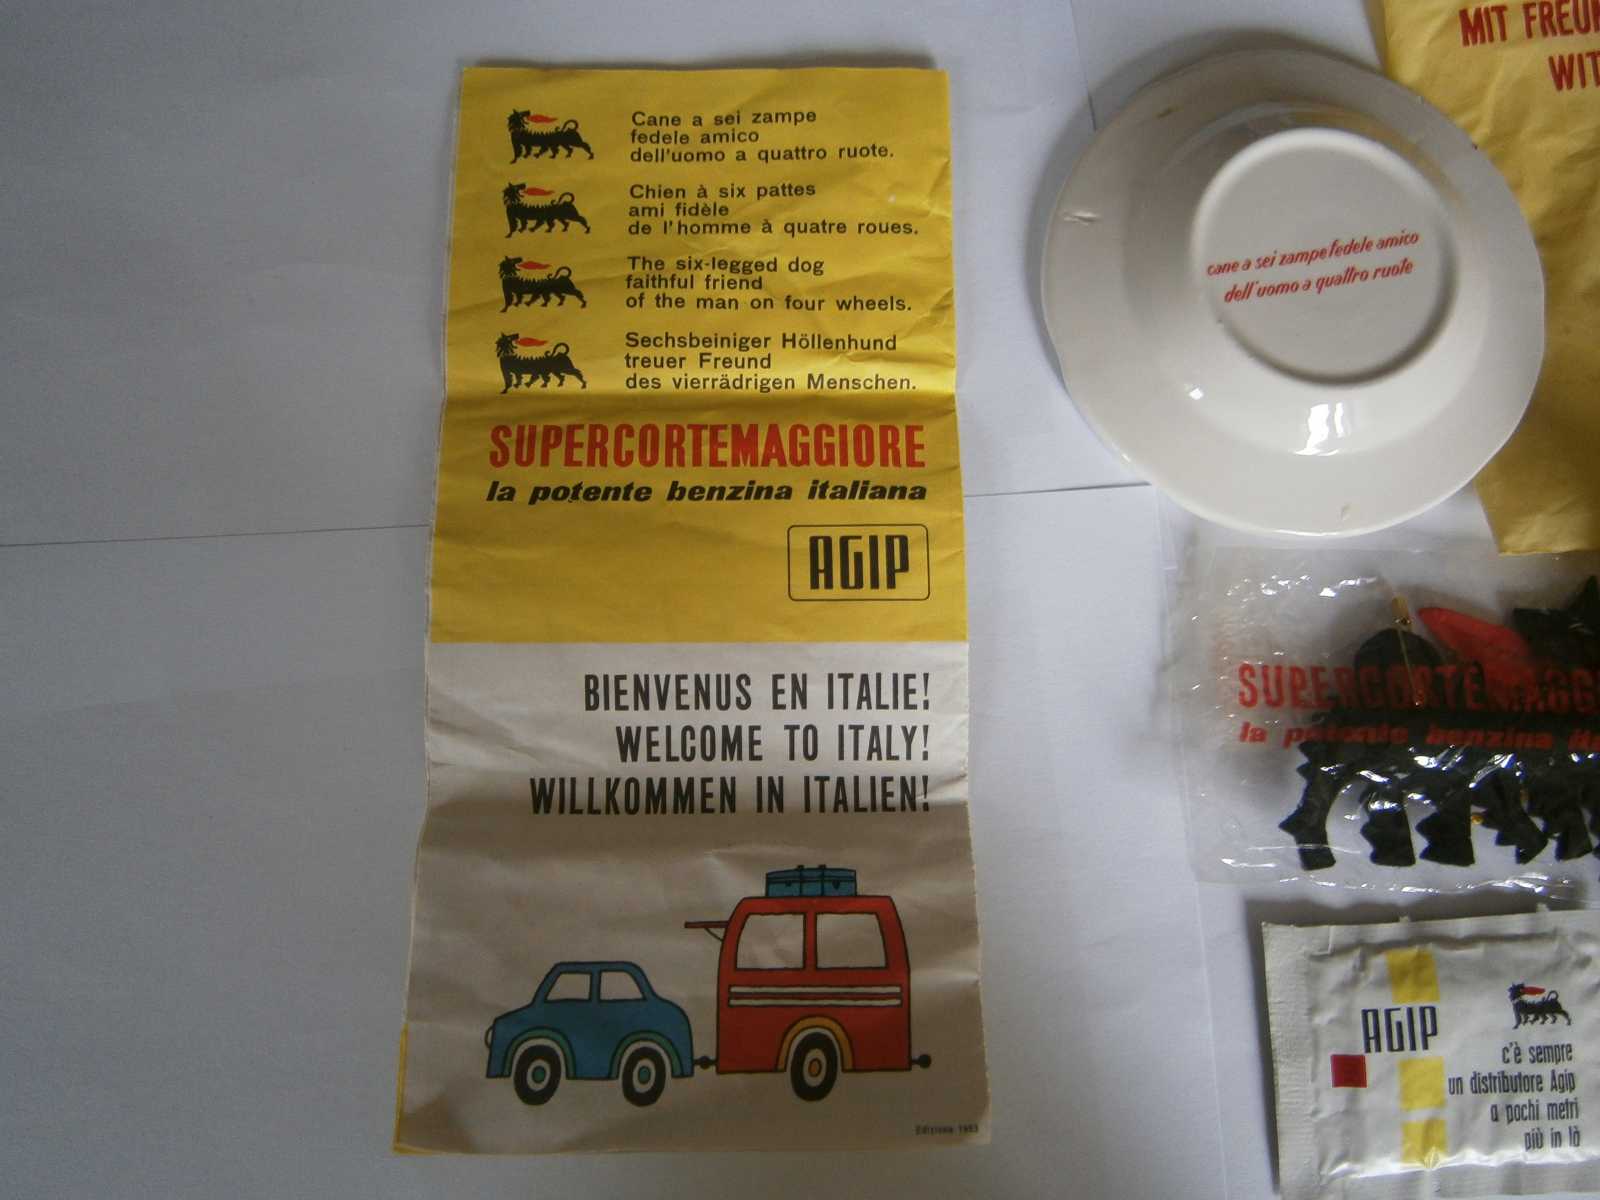 Cane a sei zampe
fedele amico
dell'uomo a quattro ruote.
Chien à six pattes
ami fidèle
de l'homme à quatre roues.
The six-legged dog
faithful friend
of the man on four wheels.
Sechsbeiniger Höllenhund
treuer Freund
des vierrädrigen Menschen.
SUPERCORTEMAGGIORE
la potente benzina italiana
AGIP
BIENVENUS EN ITALIE!
WELCOME TO ITALY!
WILLKOMMEN IN ITALIEN!
Edizione
MIT
cane a sei zampe fedele amico
dell'uomo a quattro ruote
SUPERCORTEMAGG
la potente benzina
AGIP
c'è sempre
un distributore Agip
a pochi metri
più in là